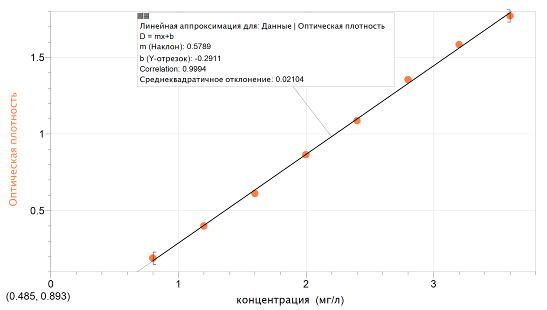 Линейная аппроксимация для: Данные | Оптическая плотность
D = mx+b
m (Наклон): 0.5789
b (Y-отрезок): -0.2911
Correlation: 0.9994
Среднеквадратичное отклонение: 0.02104
Оптическая плотность
1.5
1
0.5
0
1
2
3
(0.485, 0.893)
концентрация (мг/л)